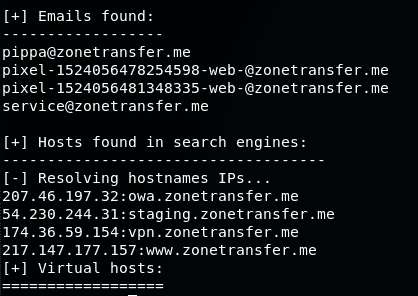 [+] Emails found:
------------------
pippa@zonetransfer.me
pixel-1524056478254598-web-@zonetransfer.me
pixel-1524056481348335-web-@zonetransfer.me
service@zonetransfer.me
[+] Hosts found in search engines:
------------------------------------
[-] Resolving hostnames IPs...
207.46.197.32:owa.zonetransfer.me
54.230.244.31:staging.zonetransfer.me
174.36.59.154:vpn.zonetransfer.me
217.147.177.157:www.zonetransfer.me
[+] Virtual hosts:
==================